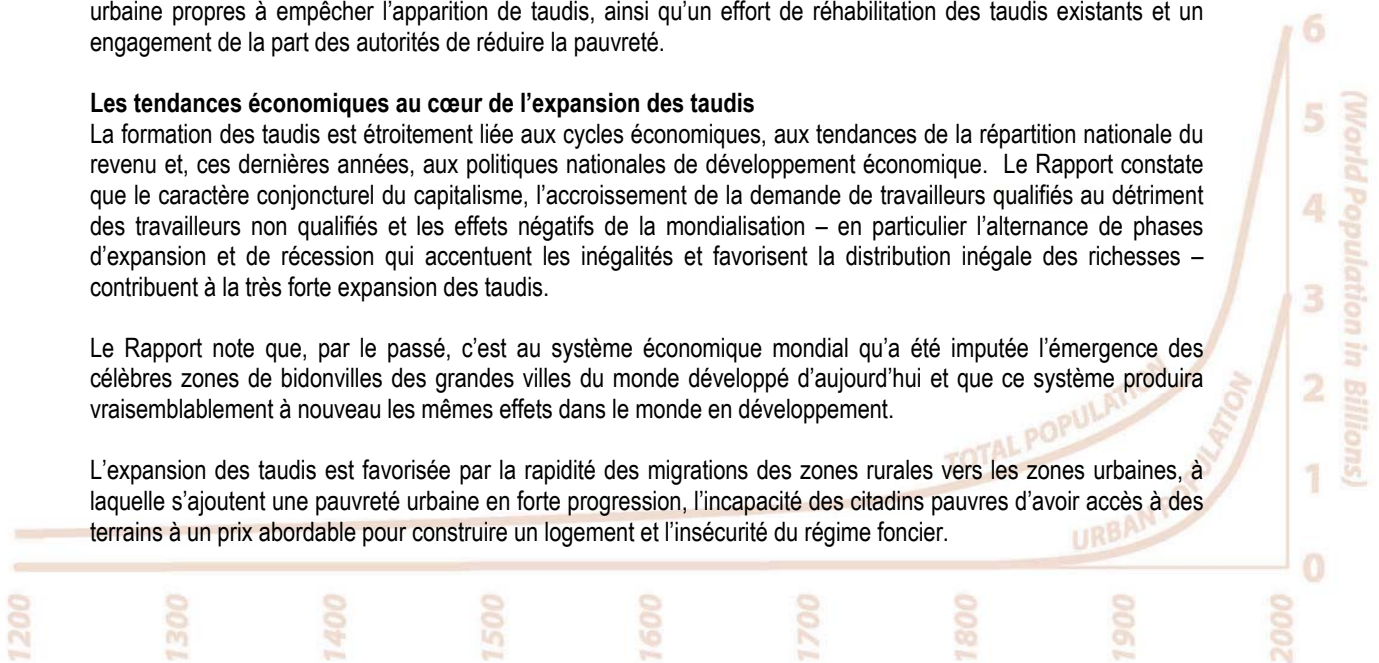 urbaine propres à empêcher l’apparition de taudis, ainsi qu’un effort de réhabilitation des taudis existants et un
engagement de la part des autorités de réduire la pauvreté.
Les tendances économiques au cœur de l’expansion des taudis
La formation des taudis est étroitement liée aux cycles économiques, aux tendances de la répartition nationale du
revenu et, ces dernières années, aux politiques nationales de développement économique. Le Rapport constate
que le caractère conjoncturel du capitalisme, l’accroissement de la demande de travailleurs qualifiés au détriment
des travailleurs non qualifiés et les effets négatifs de la mondialisation – en particulier l’alternance de phases
d’expansion et de récession qui accentuent les inégalités et favorisent la distribution inégale des richesses –
contribuent à la très forte expansion des taudis.
Le Rapport note que, par le passé, c’est au système économique mondial qu’a été imputée l’émergence des
célèbres zones de bidonvilles des grandes villes du monde développé d’aujourd’hui et que ce système produira
vraisemblablement à nouveau les mêmes effets dans le monde en développement.
L’expansion des taudis est favorisée par la rapidité des migrations des zones rurales vers les zones urbaines, à
laquelle s’ajoutent une pauvreté urbaine en forte progression, l’incapacité des citadins pauvres d’avoir accès à des
terrains à un prix abordable pour construire un logement et l’insécurité du régime foncier.
TOTAL POPULATION
URBAN POPULATION
6
5
4
3
2
1
0
(World Population in Billions)
1200
1300
1400
1500
1600
1700
1800
1900
2000